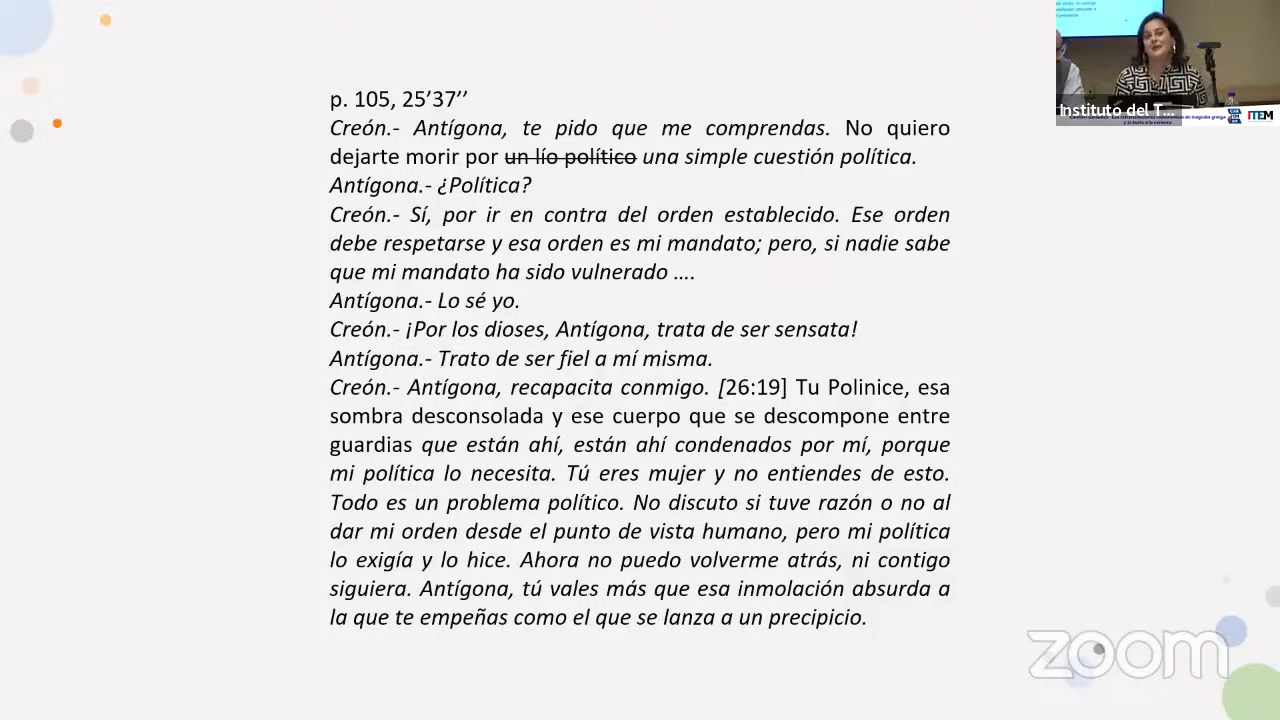 p. 105, 25’37’’
Creón.- Antígona, te pido que me comprendas. No quiero
dejarte morir por un lío político una simple cuestión política.
Antígona.- ¿Política?
Creón.- Sí, por ir en contra del orden establecido. Ese orden
debe respetarse y esa orden es mi mandato; pero, si nadie sabe
que mi mandato ha sido vulnerado ….
Antígona.- Lo sé yo.
Creón.- ¡Por los dioses, Antígona, trata de ser sensata!
Antígona.- Trato de ser fiel a mí misma.
Creón.- Antígona, recapacita conmigo. [26:19] Tu Polinice, esa
sombra desconsolada y ese cuerpo que se descompone entre
guardias que están ahí, están ahí condenados por mí, porque
mi política lo necesita. Tú eres mujer y no entiendes de esto.
Todo es un problema político. No discuto si tuve razón o no al
dar mi orden desde el punto de vista humano, pero mi política
lo exigía y lo hice. Ahora no puedo volverme atrás, ni contigo
siguiera. Antígona, tú vales más que esa inmolación absurda a
la que te empeñas como el que se lanza a un precipicio.
Instituto del T...
ITEM
zoom